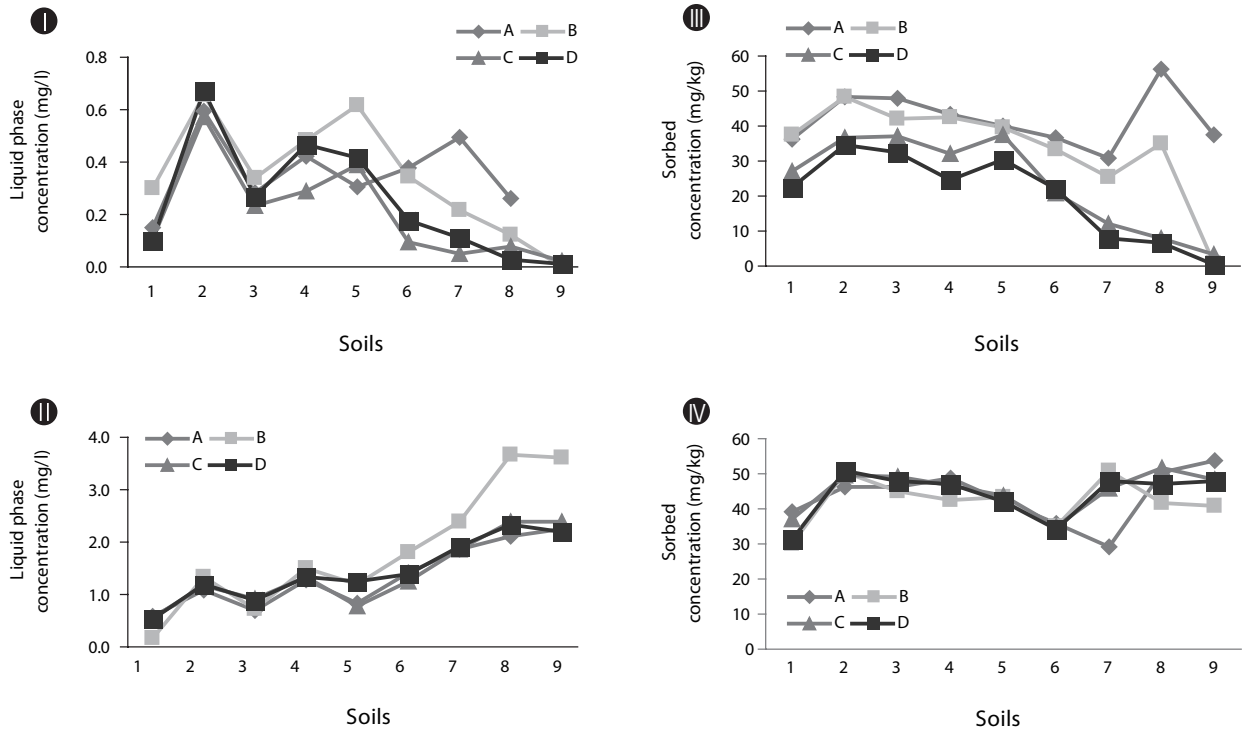 I
A B
C D
Liquid phase
concentration (mg/l)
0.8
0.6
0.4
0.2
0.0
1 2 3 4 5 6 7 8 9
Soils
III
A B
C D
Sorbed
concentration (mg/kg)
60
50
40
30
20
10
0
1 2 3 4 5 6 7 8 9
Soils
II
A B
C D
Liquid phase
concentration (mg/l)
4.0
3.0
2.0
1.0
0.0
1 2 3 4 5 6 7 8 9
Soils
IV
Sorbed
concentration (mg/kg)
60
50
40
30
20
10
0
A B
C D
1 2 3 4 5 6 7 8 9
Soils